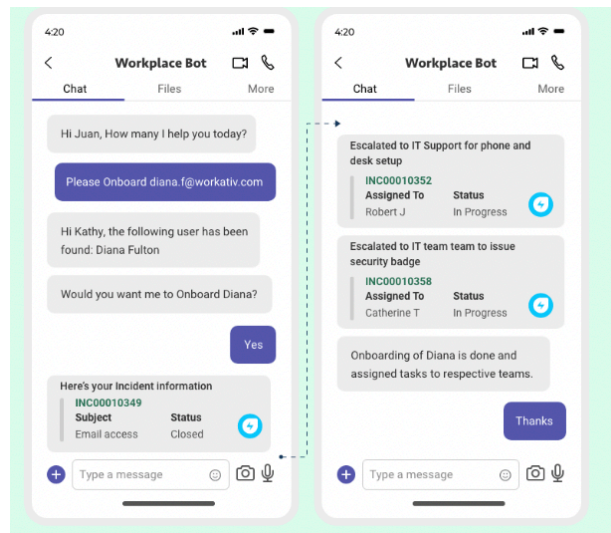 4:20
Workplace Bot
Chat Files More
Hi Juan, How many I help you today?
Please Onboard diana.f@workativ.com
Hi Kathy, the following user has been
found: Diana Fulton
Would you want me to Onboard Diana?
Yes
Here's your Incident information
INC00010349
Subject Status
Email access Closed
Type a message
4:20
Workplace Bot
Chat Files More
Escalated to IT Support for phone and
desk setup
INC00010352
Assigned To Status
Robert J In Progress
Escalated to IT team team to issue
security badge
INC00010358
Assigned To Status
Catherine T In Progress
Onboarding of Diana is done and
assigned tasks to respective teams.
Thanks
Type a message